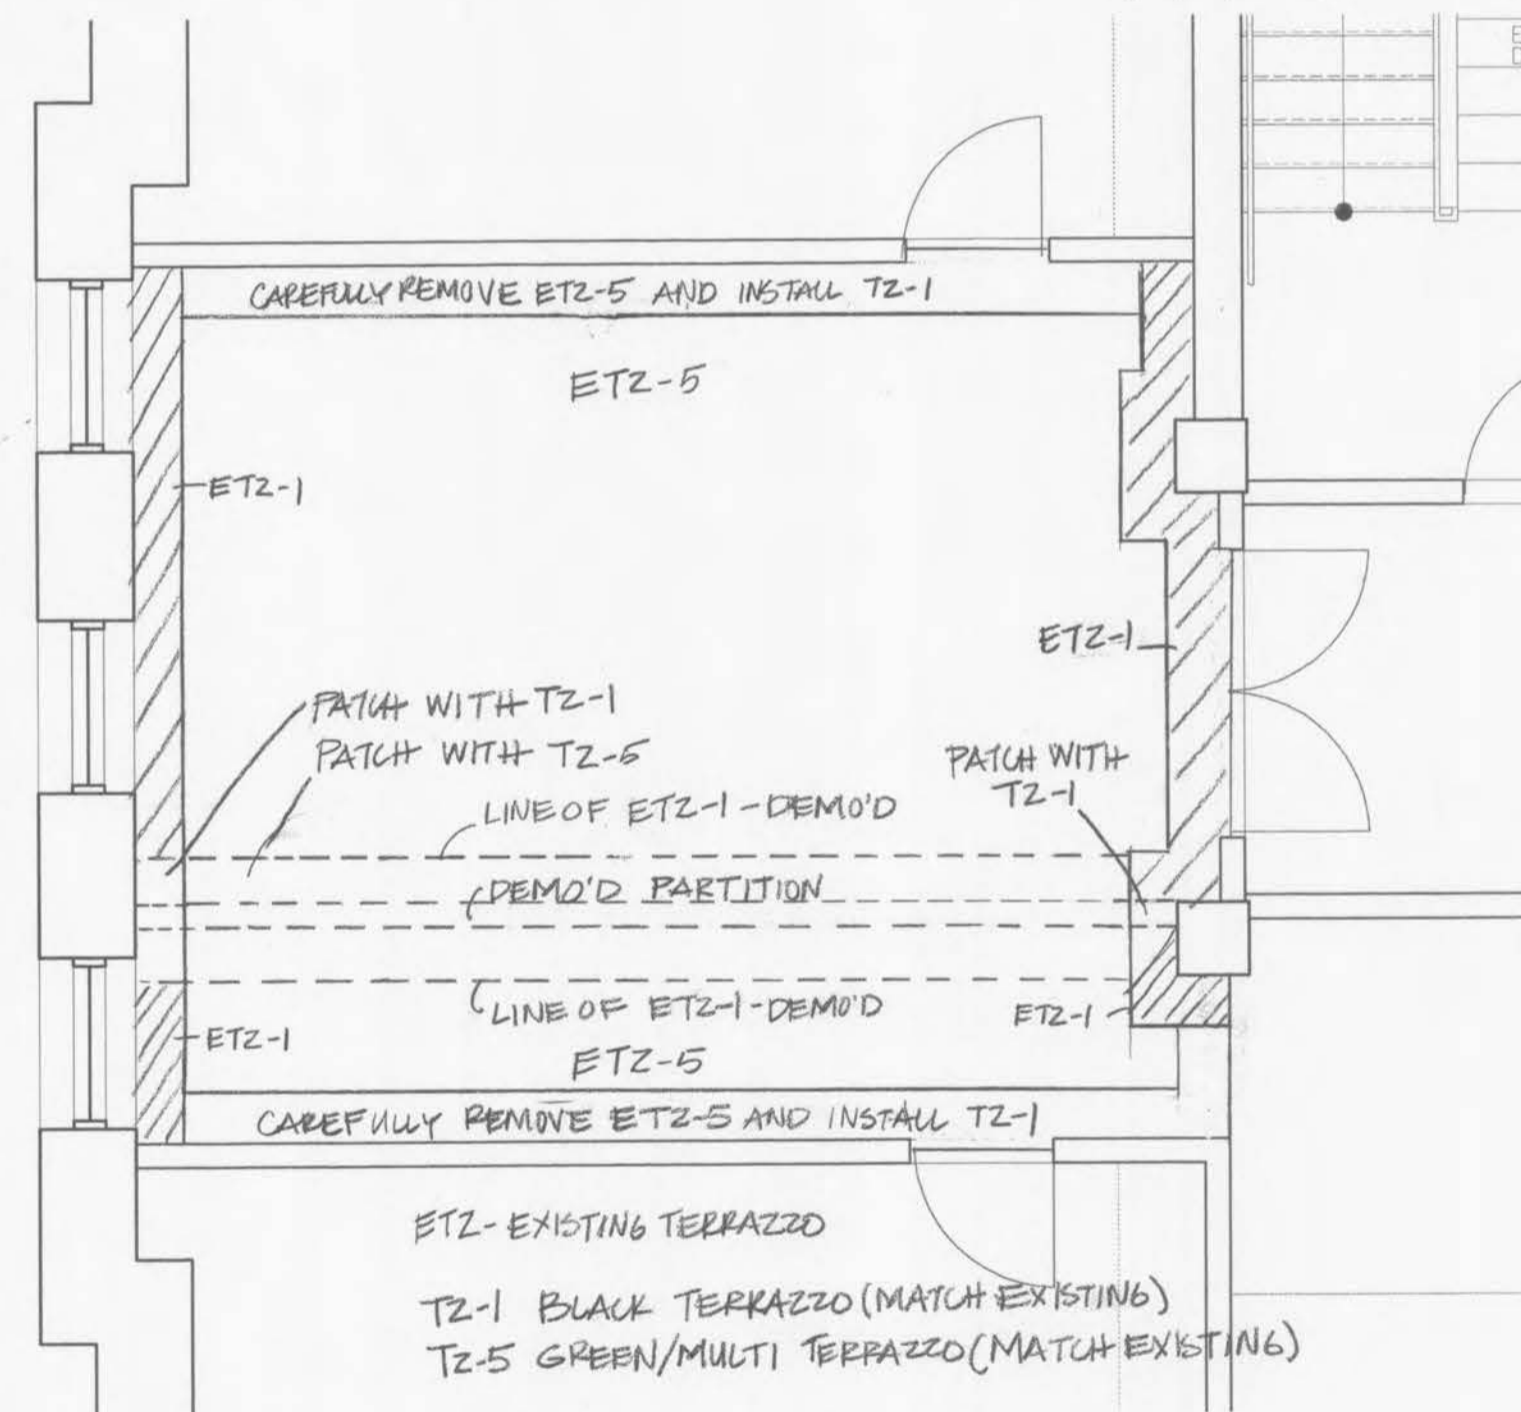 CAREFULLY REMOVE ETZ-5 AND INSTALL TZ-1
ETZ-5
ETZ-1
ETZ-1
PATCH WITH TZ-1
PATCH WITH TZ-5
PATCH WITH
TZ-1
LINE OF ETZ-1-DEMO'D
DEMO'D PARTITION
LINE OF ETZ-1-DEMO'D
ETZ-1
ETZ-1
ETZ-5
CAREFULLY REMOVE ETZ-5 AND INSTALL TZ-1
ETZ-EXISTING TERRAZZO
TZ-1 BLACK TERRAZZO (MATCH EXISTING)
TZ-5 GREEN/MULTI TERRAZZO (MATCH EXISTING)